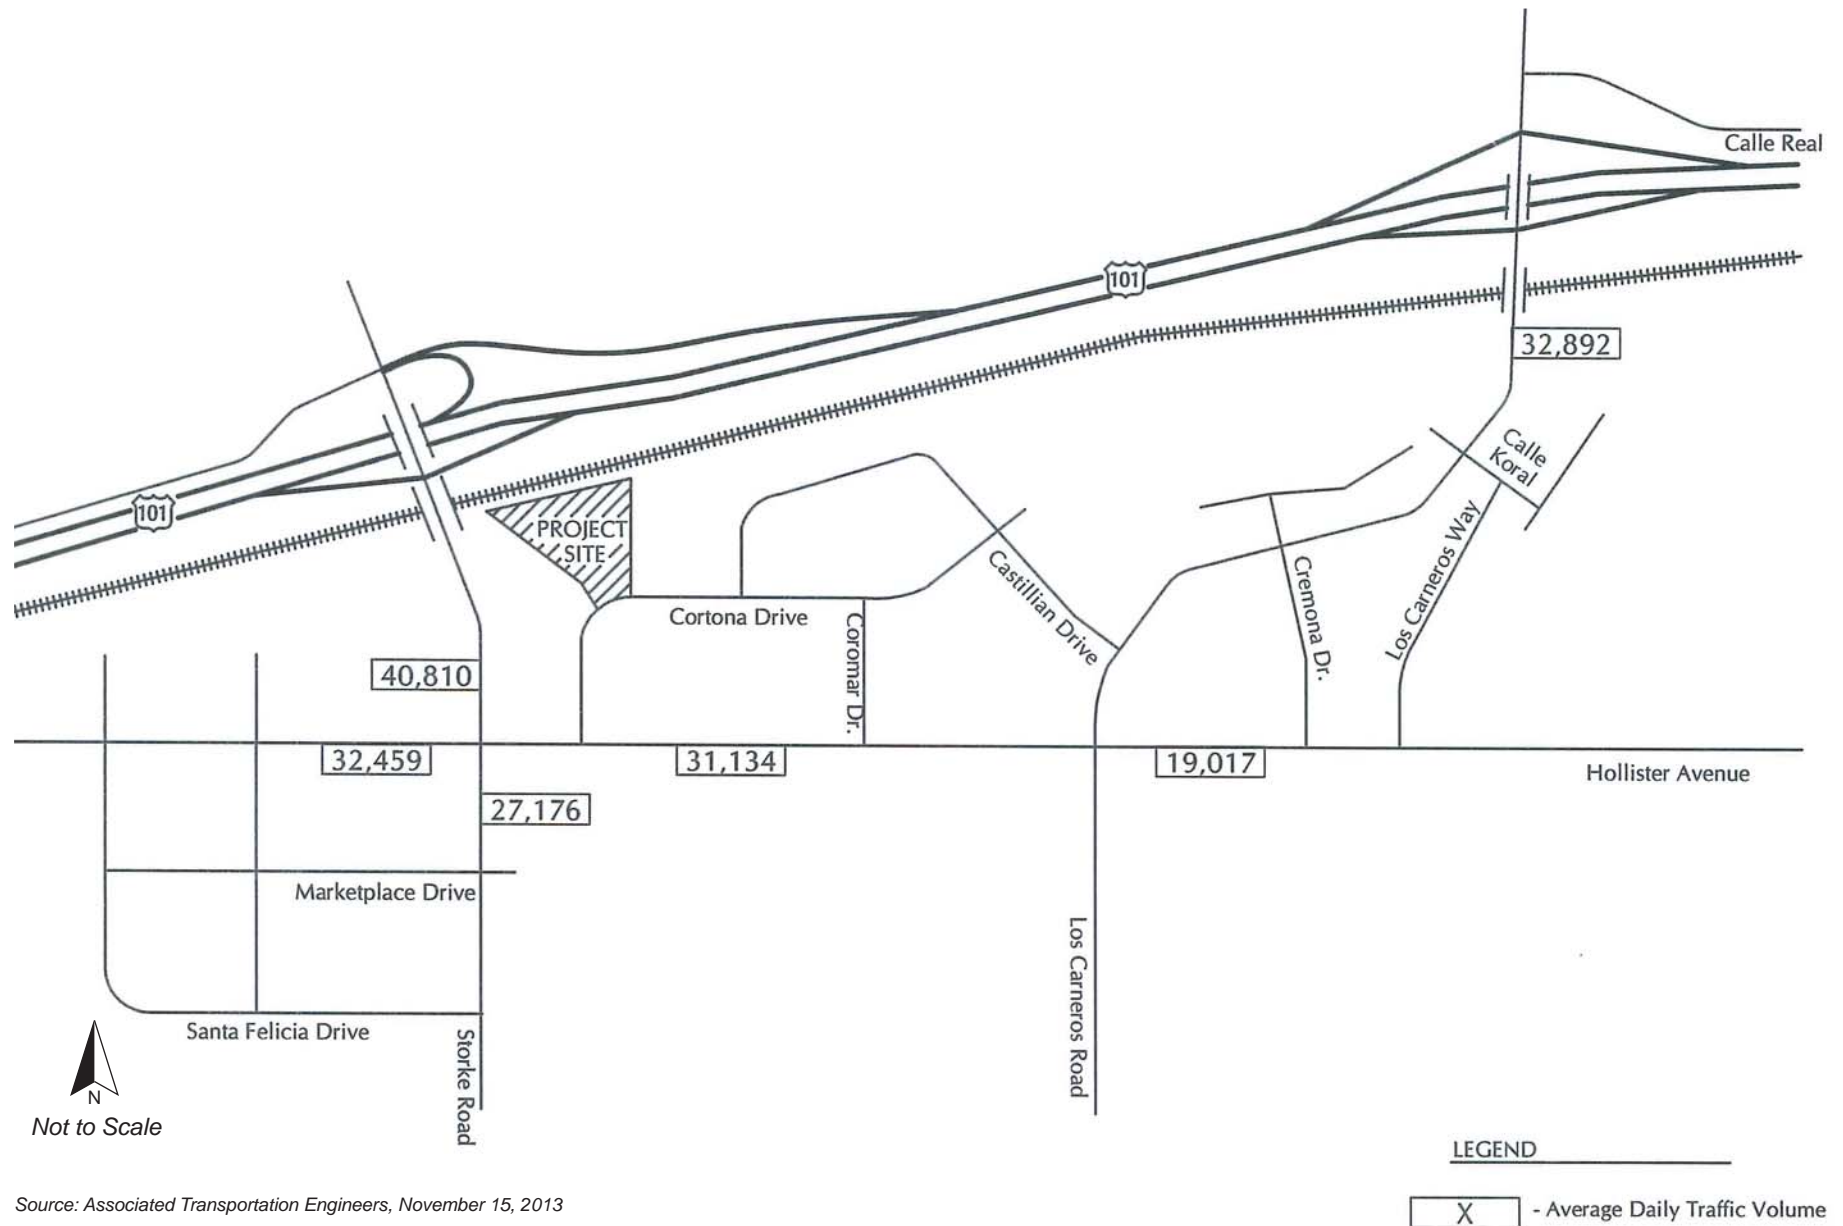 Calle Real
101
32,892
Calle
Koral
101
PROJECT
SITE
Cortona Drive
Coromar Dr.
Castillian Drive
Cremona Dr.
Los Carneros Way
40,810
32,459
31,134
19,017
Hollister Avenue
27,176
Marketplace Drive
Los Carneros Road
Santa Felicia Drive
Storke Road
N
Not to Scale
LEGEND
Source: Associated Transportation Engineers, November 15, 2013
X - Average Daily Traffic Volume